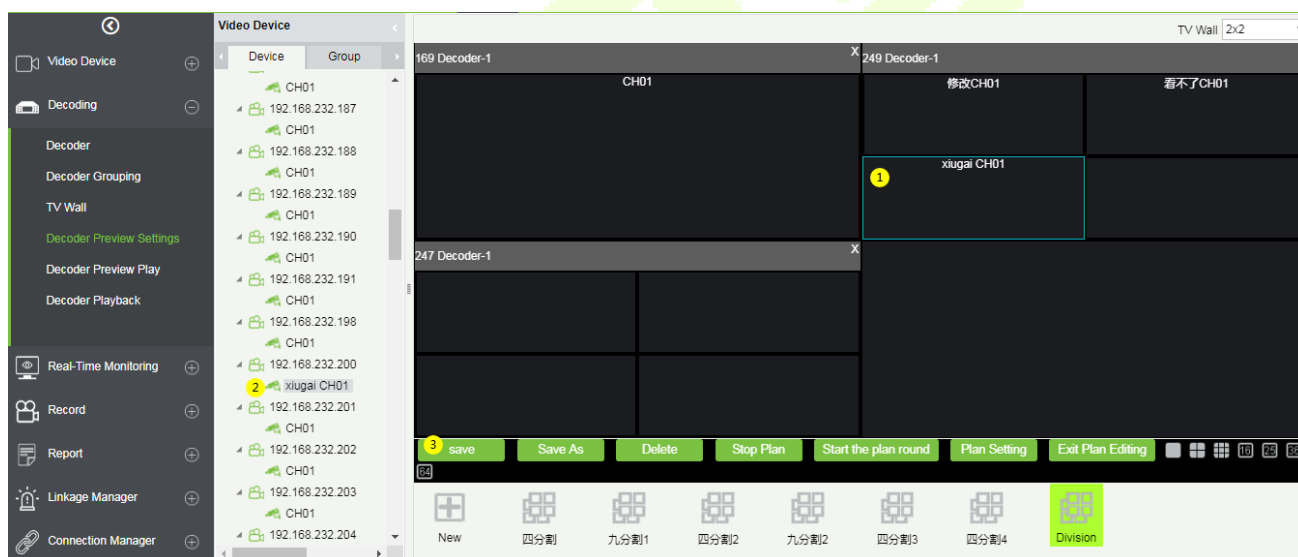 TV Wall 2x2
Video Device
Decoding
Decoder
Decoder Grouping
TV Wall
Decoder Preview Settings
Decoder Preview Play
Decoder Playback
Real-Time Monitoring
Record
Report
Linkage Manager
Connection Manager
Video Device
Device Group
CH01
192.168.232.187
CH01
192.168.232.188
CH01
192.168.232.189
CH01
192.168.232.190
CH01
192.168.232.191
CH01
192.168.232.198
CH01
192.168.232.200
2 xiugai CH01
192.168.232.201
CH01
192.168.232.202
CH01
192.168.232.203
CH01
192.168.232.204
169 Decoder-1 X
CH01
249 Decoder-1
修改CH01
看不了CH01
1 xiugai CH01
247 Decoder-1 X
3 save Save As Delete Stop Plan Start the plan round Plan Setting Exit Plan Editing 16 25 36
64
New 四分割 九分割1 四分割2 九分割2 四分割3 四分割4 Division